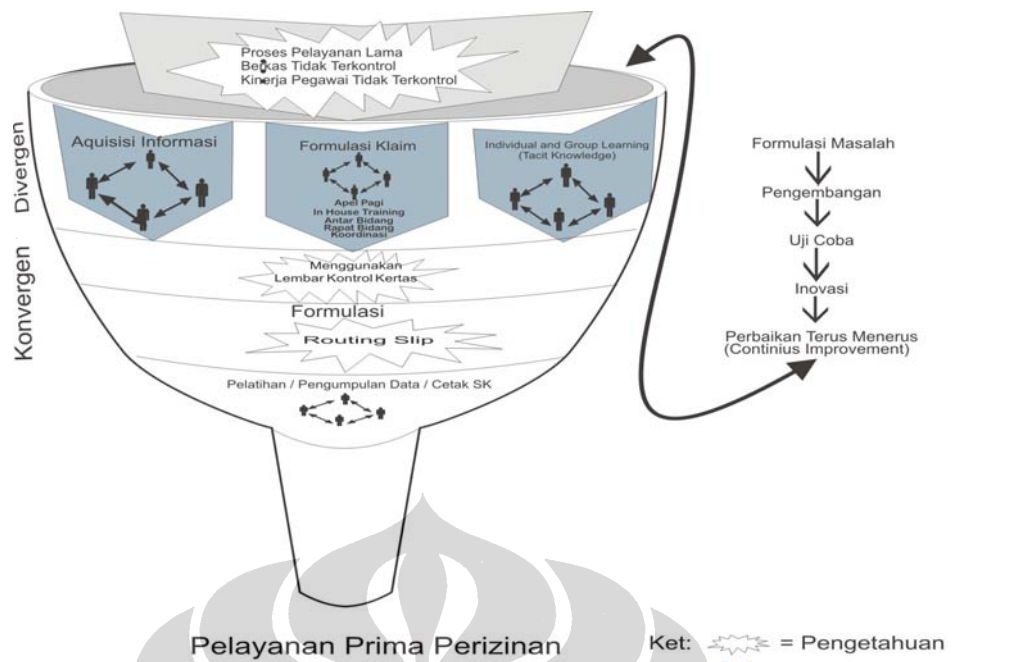 Proses Pelayanan Lama
Berkas Tidak Terkontrol
Kinerja Pegawai Tidak Terkontrol
Divergen
Aquisisi Informasi
Formulasi Klaim
Apel Pagi
In House Training
Antar Bidang
Rapat Bidang
Koordinasi
Individual and Group Learning
(Tacit Knowledge)
Konvergen
Menggunakan
Lembar Kontrol Kertas
Formulasi
Routing Slip
Pelatihan / Pengumpulan Data / Cetak SK
Formulasi Masalah
Pengembangan
Uji Coba
Inovasi
Perbaikan Terus Menerus
(Continius Improvement)
Pelayanan Prima Perizinan
Ket: = Pengetahuan